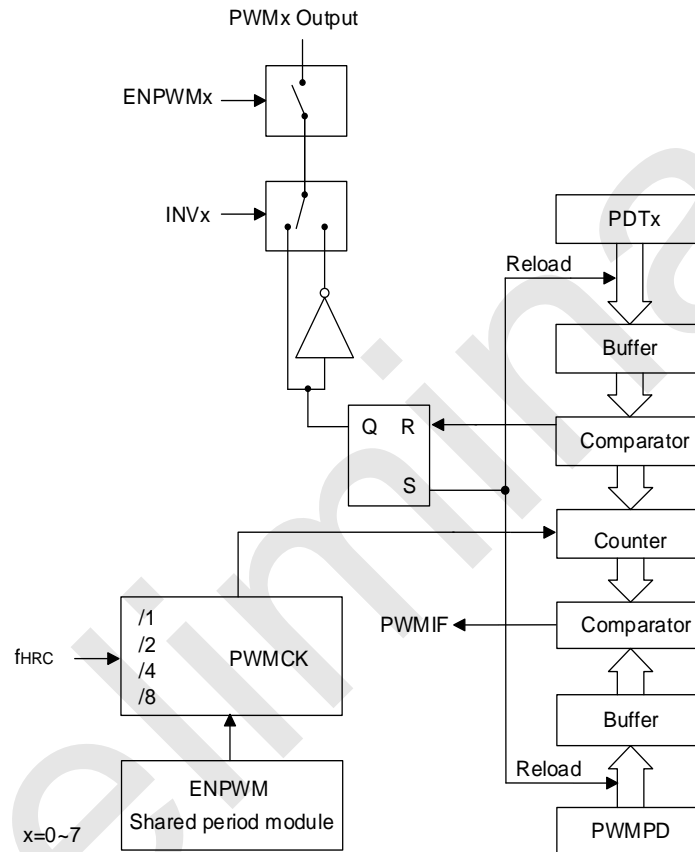 PWMx Output
ENPWMx
INVx
PDTx
Reload
Buffer
Q R
S
Comparator
Counter
fHRC
/1
/2
/4
/8
PWMCK
PWMIF
Comparator
Buffer
Reload
ENPWM
Shared period module
PWMPD
x=0~7
elimina